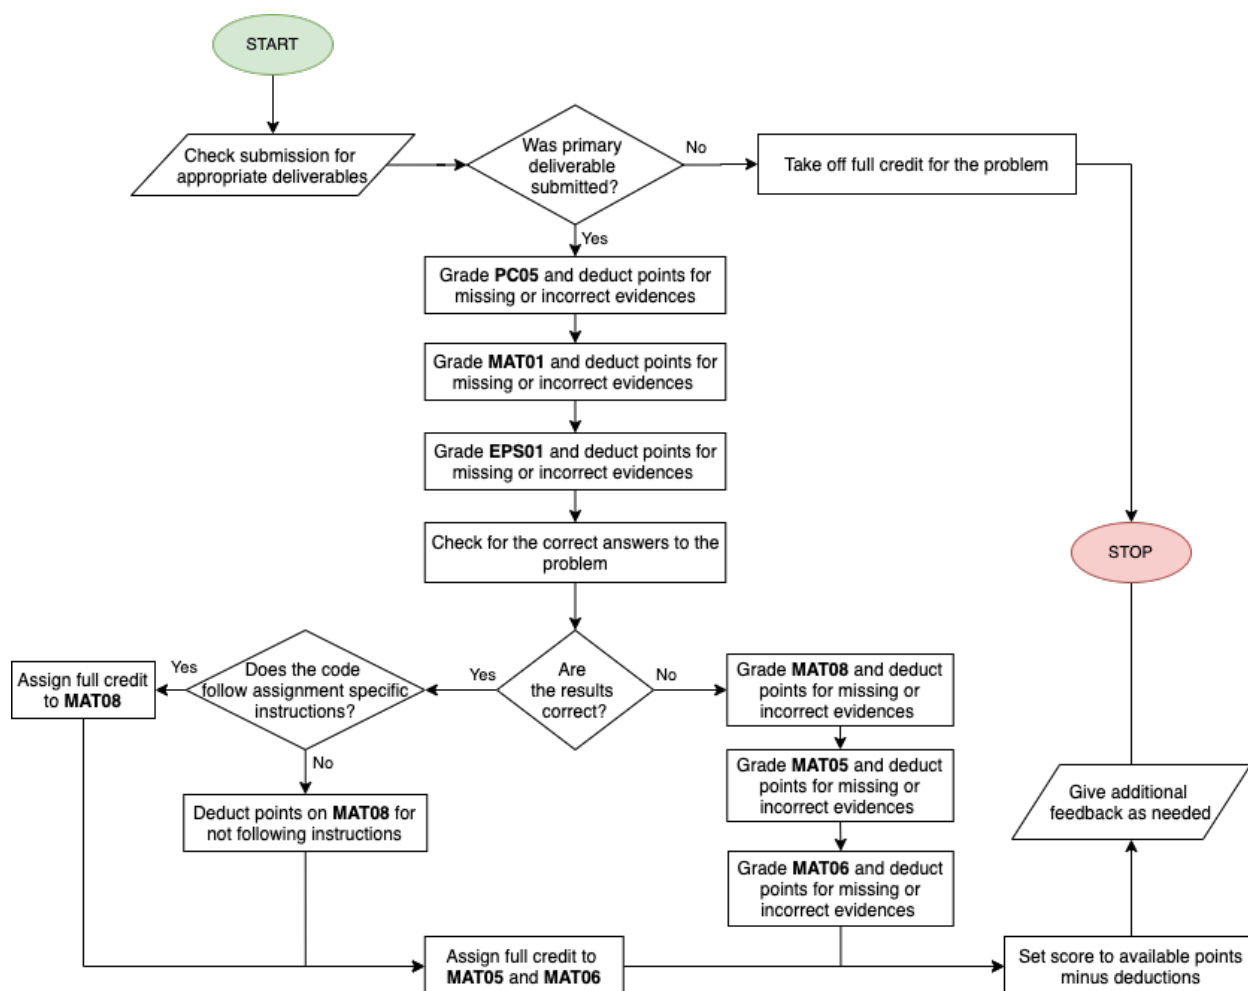 START
Check submission for
appropriate deliverables
Was primary
deliverable
submitted?
No
Take off full credit for the problem
Yes
Grade PC05 and deduct points for
missing or incorrect evidences
Grade MAT01 and deduct points for
missing or incorrect evidences
Grade EPS01 and deduct points for
missing or incorrect evidences
Check for the correct answers to the
problem
STOP
Are
the results
correct?
Yes
No
Does the code
follow assignment specific
instructions?
Yes
Assign full credit
to MAT08
No
Deduct points on MAT08 for
not following instructions
Grade MAT08 and deduct
points for missing or
incorrect evidences
Grade MAT05 and deduct
points for missing or
incorrect evidences
Grade MAT06 and deduct
points for missing or
incorrect evidences
Assign full credit to
MAT05 and MAT06
Set score to available points
minus deductions
Give additional
feedback as needed